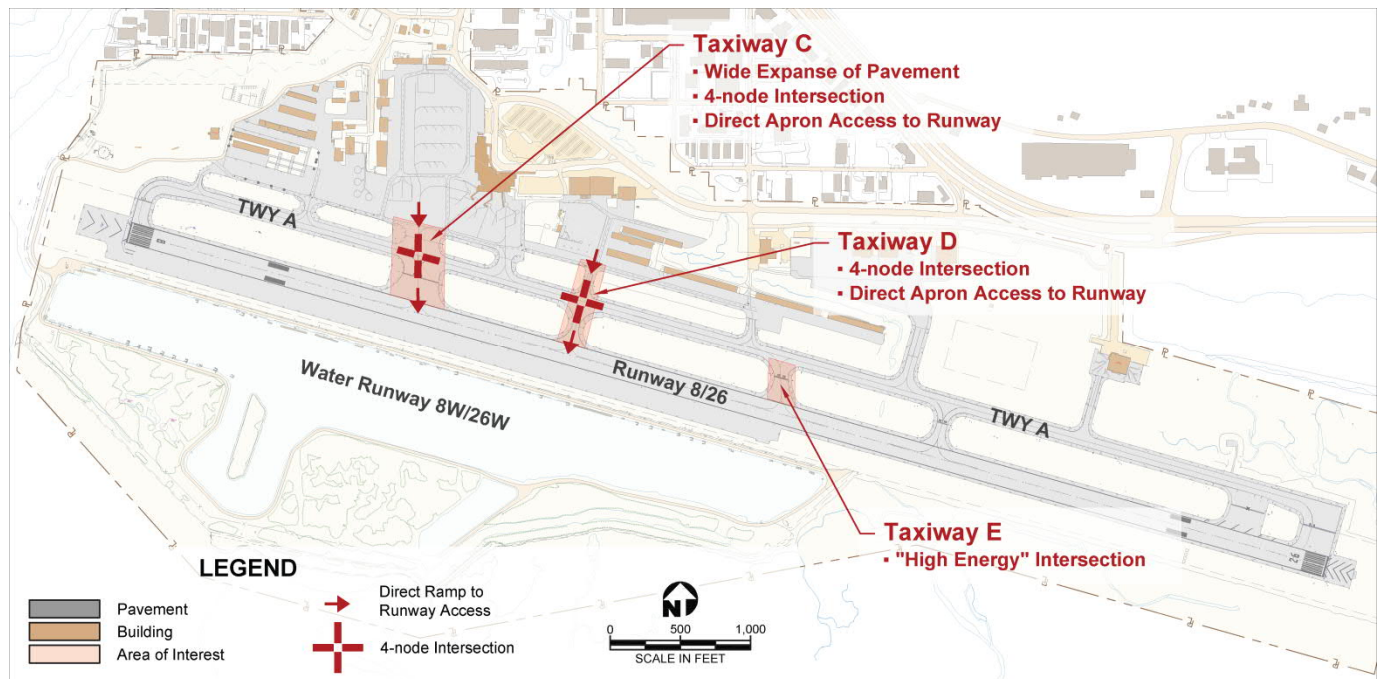 Taxiway C
▪ Wide Expanse of Pavement
▪ 4-node Intersection
▪ Direct Apron Access to Runway
TWY A
Taxiway D
▪ 4-node Intersection
▪ Direct Apron Access to Runway
Runway 8/26
Water Runway 8W/26W
TWY A
Taxiway E
▪ "High Energy" Intersection
26
LEGEND
Pavement
Building
Area of Interest
Direct Ramp to
Runway Access
4-node Intersection
N
0 500 1,000
SCALE IN FEET